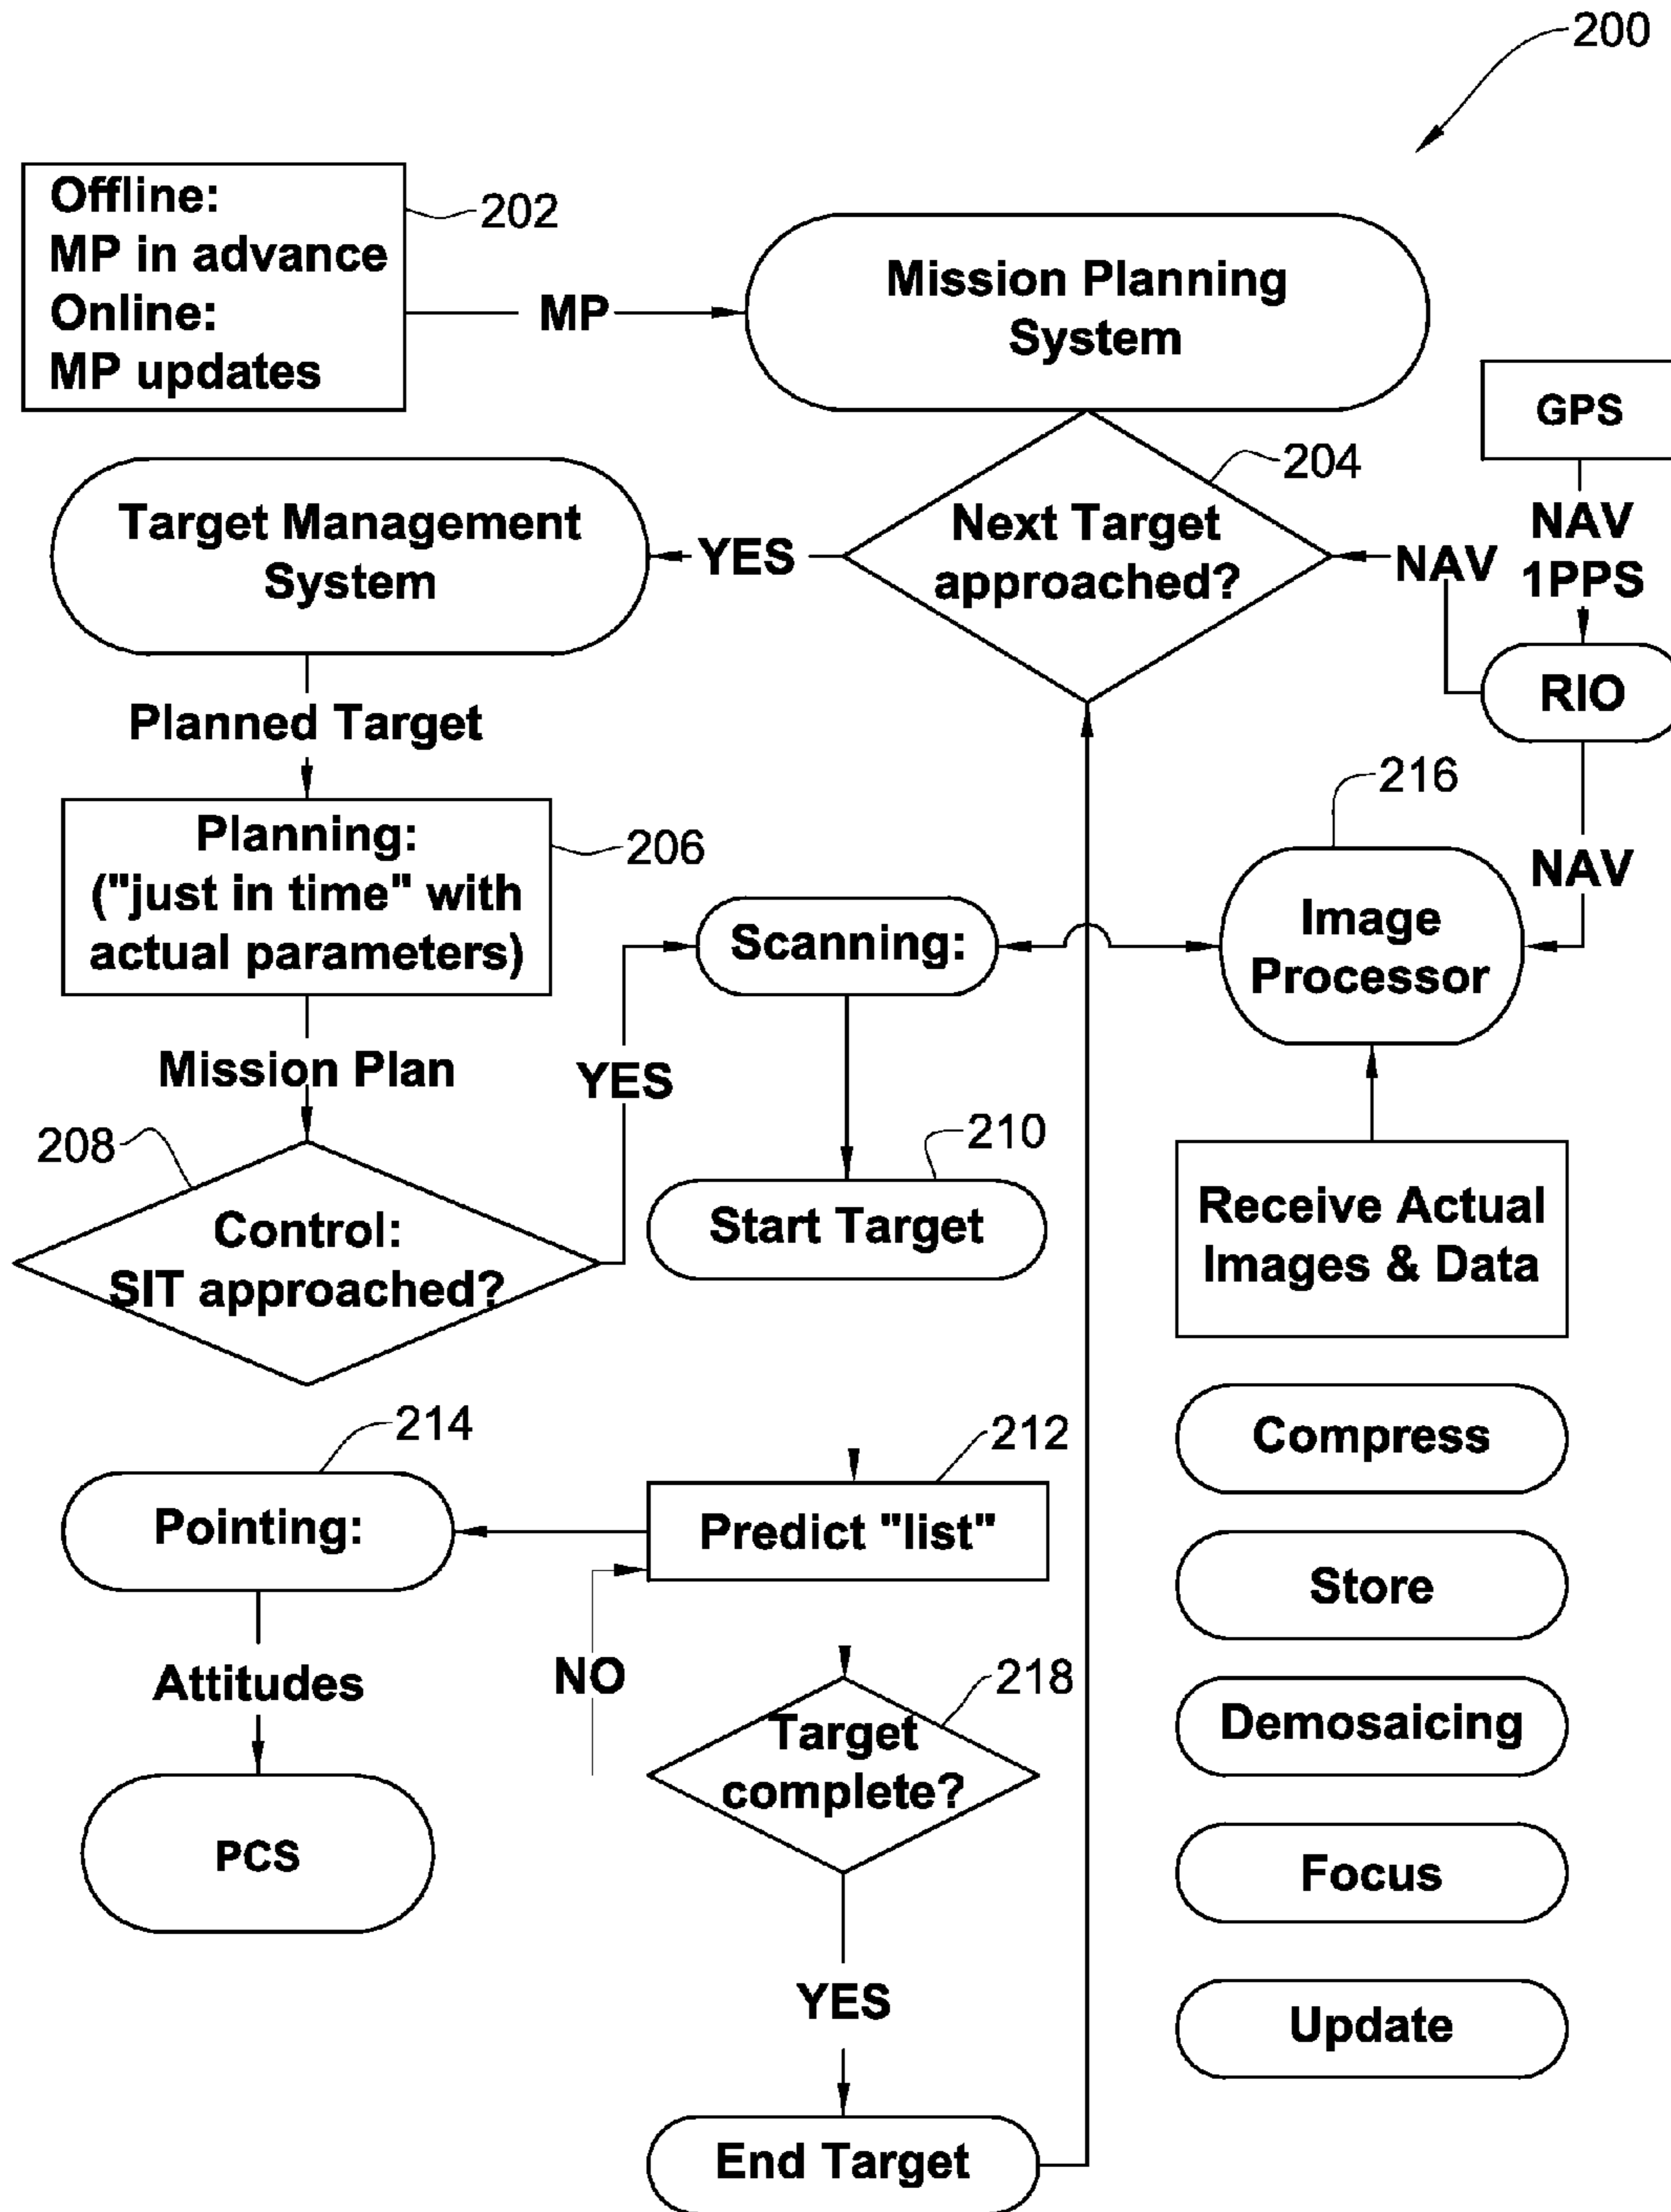 200
Offline:
MP in advance
Online:
MP updates
202
MP
Mission Planning
System
GPS
NAV
1PPS
RIO
204
Next Target
approached?
NAV
YES
Target Management
System
Planned Target
Planning:
("just in time" with
actual parameters)
206
Mission Plan
208
Control:
SIT approached?
YES
Scanning:
216
Image
Processor
NAV
210
Start Target
Receive Actual
Images & Data
214
Pointing:
212
Predict "list"
Attitudes
PCS
NO
218
Target
complete?
YES
End Target
Compress
Store
Demosaicing
Focus
Update